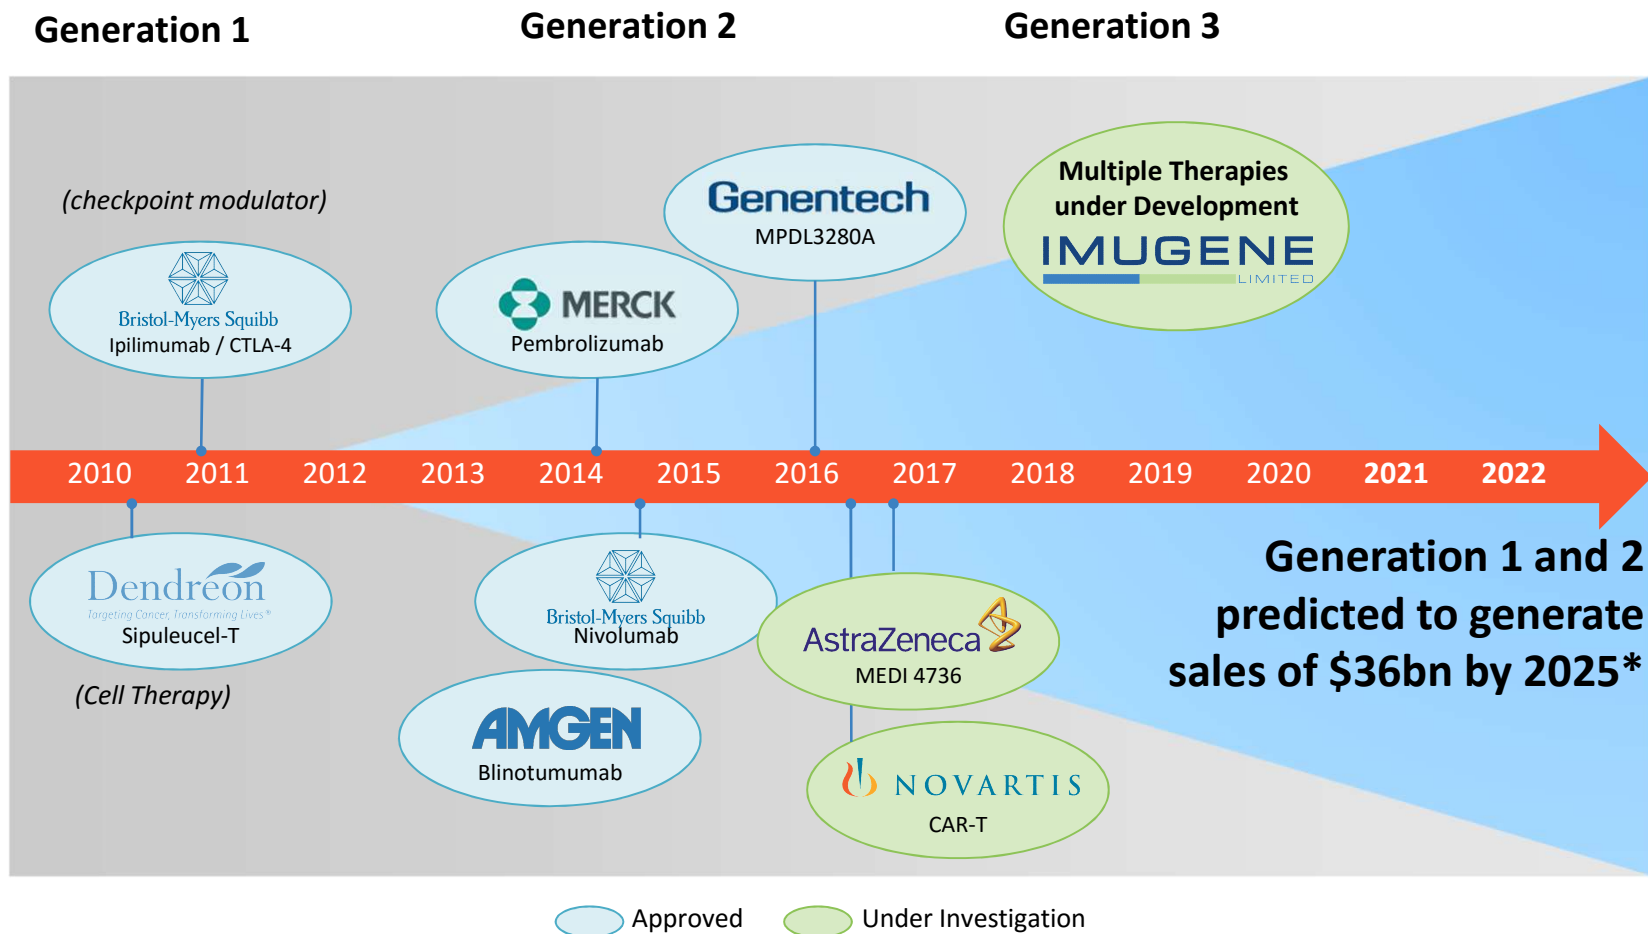 Generation 1
Generation 2
Generation 3
(checkpoint modulator)
Bristol-Myers Squibb
Ipilimumab / CTLA-4
MERCK
Pembrolizumab
Genentech
MPDL3280A
Multiple Therapies
under Development
IMUGENE
LIMITED
2010 2011 2012 2013 2014 2015 2016 2017 2018 2019 2020 2021 2022
Dendreon
Targeting Cancer, Transforming Lives®
Sipuleucel-T
(Cell Therapy)
Bristol-Myers Squibb
Nivolumab
AMGEN
Blinotumumab
AstraZeneca
MEDI 4736
NOVARTIS
CAR-T
Generation 1 and 2
predicted to generate
sales of $36bn by 2025*
Approved
Under Investigation